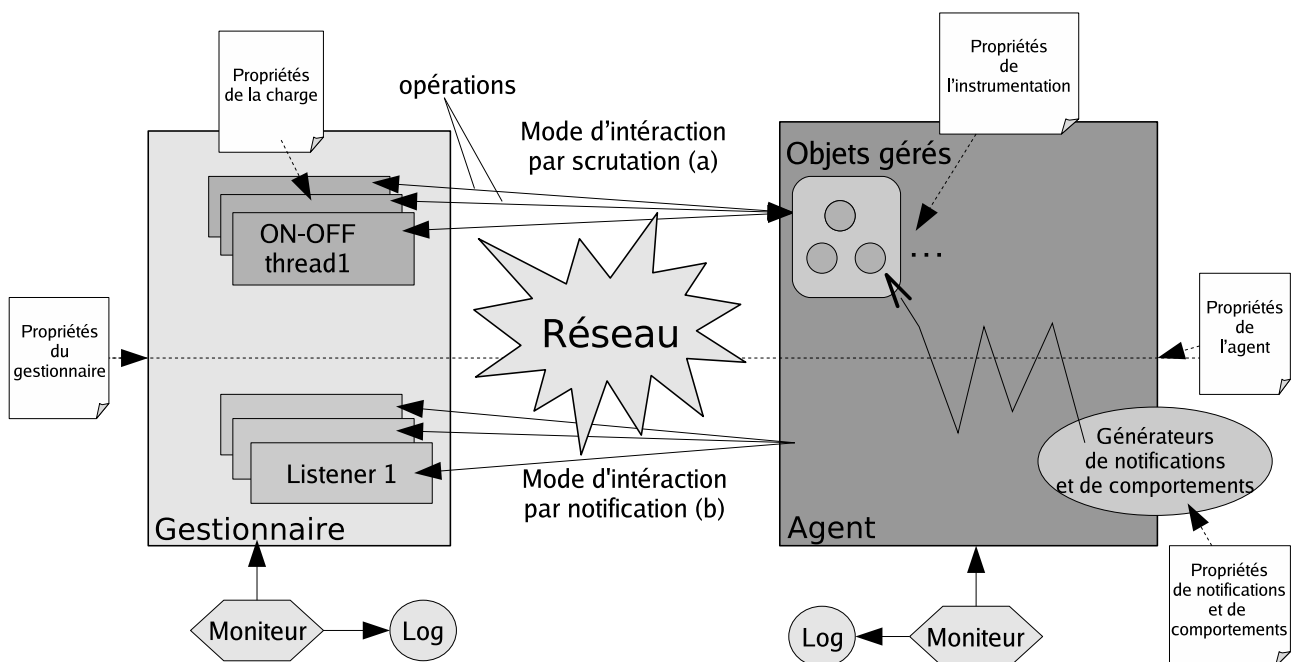 Propriétés
de la charge
opérations
Mode d'intéraction
par scrutation (a)
Propriétés
de
l'instrumentation
Objets gérés
...
ON-OFF
thread1
Réseau
Propriétés
du
gestionnaire
Propriétés
de
l'agent
Listener 1
Mode d'intéraction
par notification (b)
Générateurs
de notifications
et de comportements
Gestionnaire
Agent
Moniteur
Log
Log
Moniteur
Propriétés
de notifications
et de
comportements